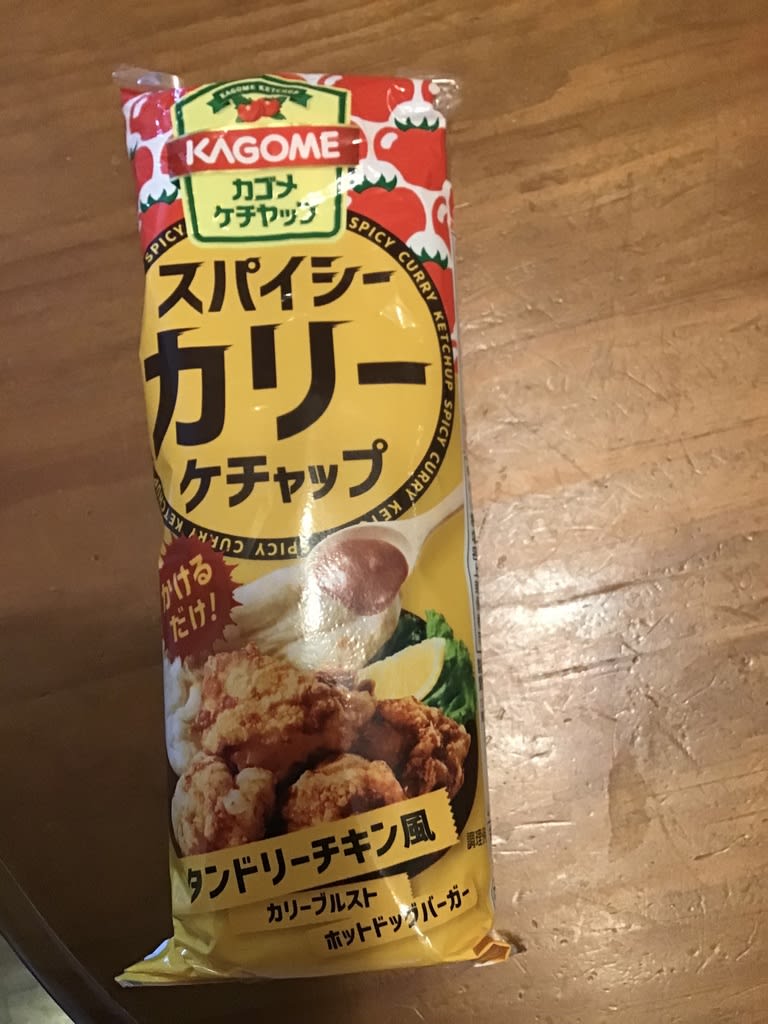 KAGOME KETCHUP
KAGOME
カゴメ
ケチャップ
SPICY CURRY KETCHUP SPICY CURRY KETCHUP SPICY CURRY KETCHUP SPICY
スパイシー
カリー
ケチャップ
かける
だけ!
タンドリーチキン風
調理
カリーブルスト
ホットドッグバーガー